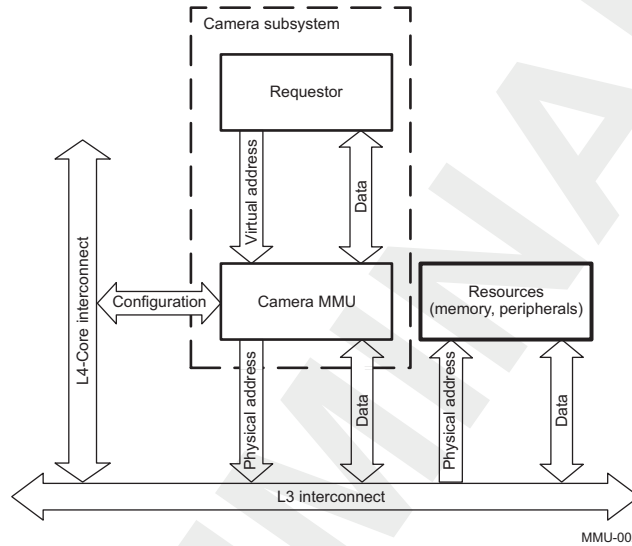 Camera subsystem
Requestor
Virtual address
Data
L4-Core interconnect
Configuration
Camera MMU
Resources
(memory, peripherals)
Physical address
Data
Physical address
Data
L3 interconnect
MMU-00